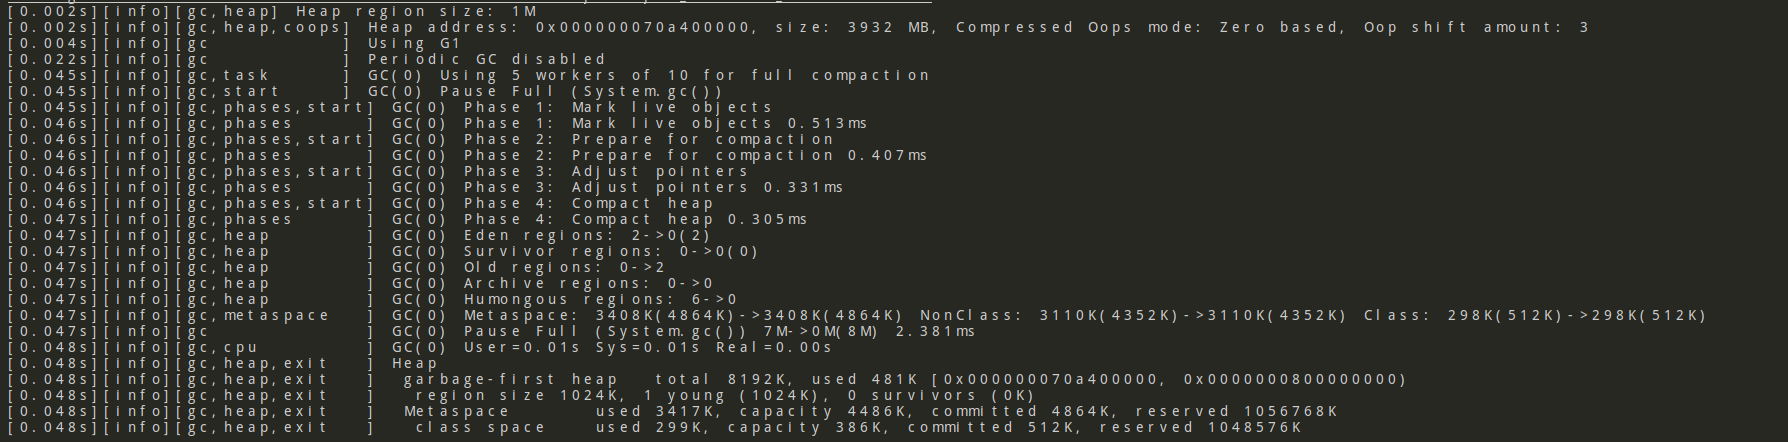 [0.002s][info][gc,heap] Heap region size: 1M
[0.002s][info][gc,heap,coops] Heap address: 0x000000070a400000, size: 3932 MB, Compressed Oops mode: Zero based, Oop shift amount: 3
[0.004s][info][gc           ] Using G1
[0.022s][info][gc           ] Periodic GC disabled
[0.045s][info][gc,task      ] GC(0) Using 5 workers of 10 for full compaction
[0.045s][info][gc,start     ] GC(0) Pause Full (System.gc())
[0.045s][info][gc,phases,start] GC(0) Phase 1: Mark live objects
[0.046s][info][gc,phases      ] GC(0) Phase 1: Mark live objects 0.513ms
[0.046s][info][gc,phases,start] GC(0) Phase 2: Prepare for compaction
[0.046s][info][gc,phases      ] GC(0) Phase 2: Prepare for compaction 0.407ms
[0.046s][info][gc,phases,start] GC(0) Phase 3: Adjust pointers
[0.046s][info][gc,phases      ] GC(0) Phase 3: Adjust pointers 0.331ms
[0.046s][info][gc,phases,start] GC(0) Phase 4: Compact heap
[0.047s][info][gc,phases      ] GC(0) Phase 4: Compact heap 0.305ms
[0.047s][info][gc,heap        ] GC(0) Eden regions: 2->0(2)
[0.047s][info][gc,heap        ] GC(0) Survivor regions: 0->0(0)
[0.047s][info][gc,heap        ] GC(0) Old regions: 0->2
[0.047s][info][gc,heap        ] GC(0) Archive regions: 0->0
[0.047s][info][gc,heap        ] GC(0) Humongous regions: 6->0
[0.047s][info][gc,metaspace   ] GC(0) Metaspace: 3408K(4864K)->3408K(4864K) NonClass: 3110K(4352K)->3110K(4352K) Class: 298K(512K)->298K(512K)
[0.047s][info][gc             ] GC(0) Pause Full (System.gc()) 7M->0M(8M) 2.381ms
[0.048s][info][gc,cpu         ] GC(0) User=0.01s Sys=0.01s Real=0.00s
[0.048s][info][gc,heap,exit   ] Heap
[0.048s][info][gc,heap,exit   ]  garbage-first heap   total 8192K, used 481K [0x000000070a400000, 0x0000000800000000)
[0.048s][info][gc,heap,exit   ]   region size 1024K, 1 young (1024K), 0 survivors (0K)
[0.048s][info][gc,heap,exit   ]  Metaspace       used 3417K, capacity 4486K, committed 4864K, reserved 1056768K
[0.048s][info][gc,heap,exit   ]   class space    used 299K, capacity 386K, committed 512K, reserved 1048576K